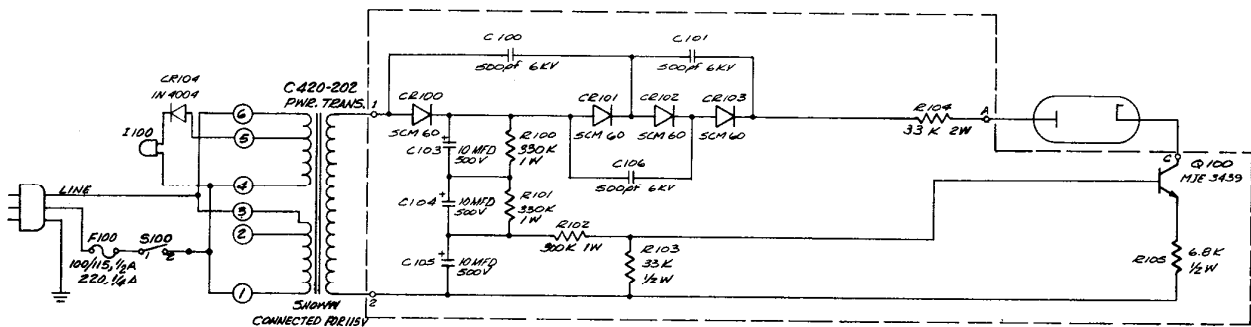 C100
500pf 6KV
C101
500pf 6KV
CR104
1N4004
I100
C420-202
PWR. TRANS.
1
CR100
SCM 60
CR101
SCM 60
CR102
SCM 60
CR103
SCM 60
R104
33K 2W
A
6
5
4
3
2
1
C103
10 MFD
500V
R100
330K
1W
C106
500pf 6KV
C
Q100
MJE 3439
LINE
C104
10MFD
500V
R101
330K
1W
R102
300K 1W
F100
100/115, 1/2A
220 1/4A
S100
1
2
C105
10 MFD
500V
R103
33K
1/2W
R105
6.8K
1/2W
2
SHOWN
CONNECTED FOR 115V